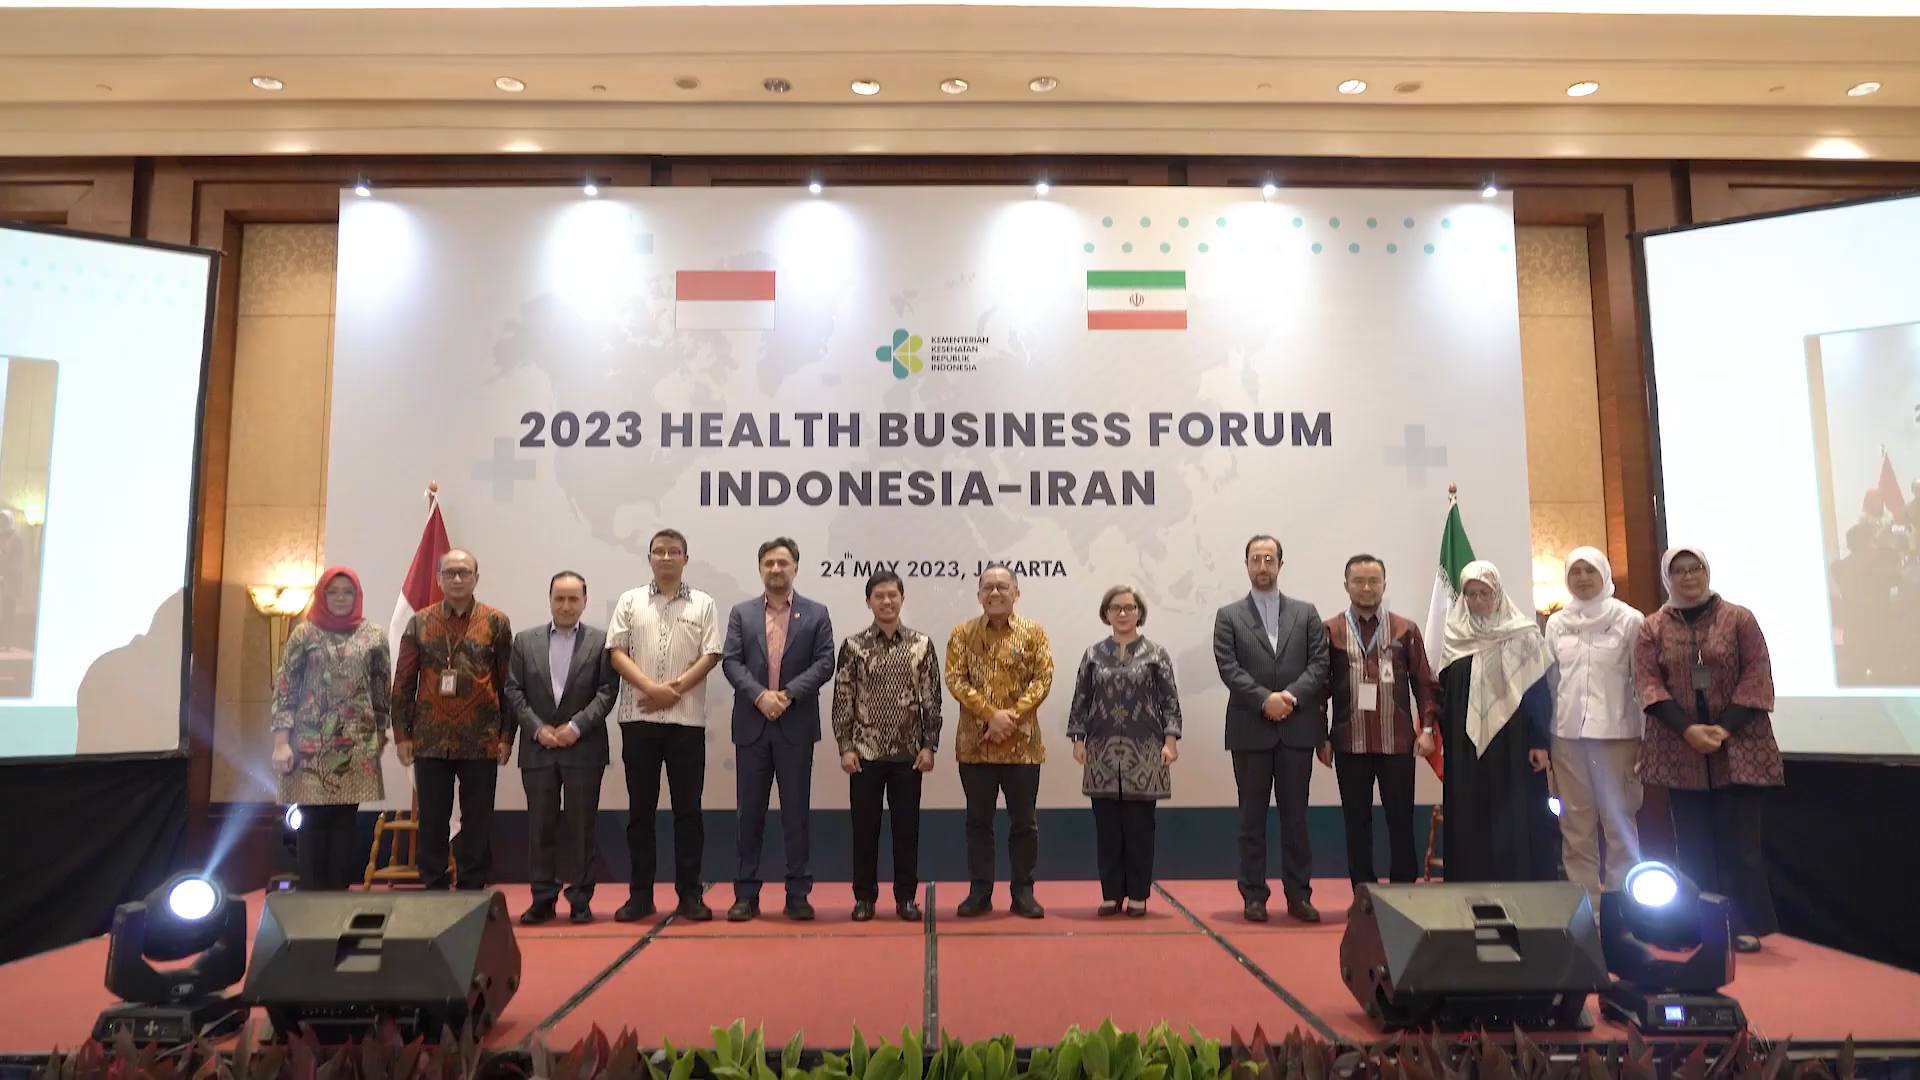 KEMENTERIAN
KESEHATAN
REPUBLIK
INDONESIA
2023 HEALTH BUSINESS FORUM
INDONESIA-IRAN
24th MAY 2023, JAKARTA